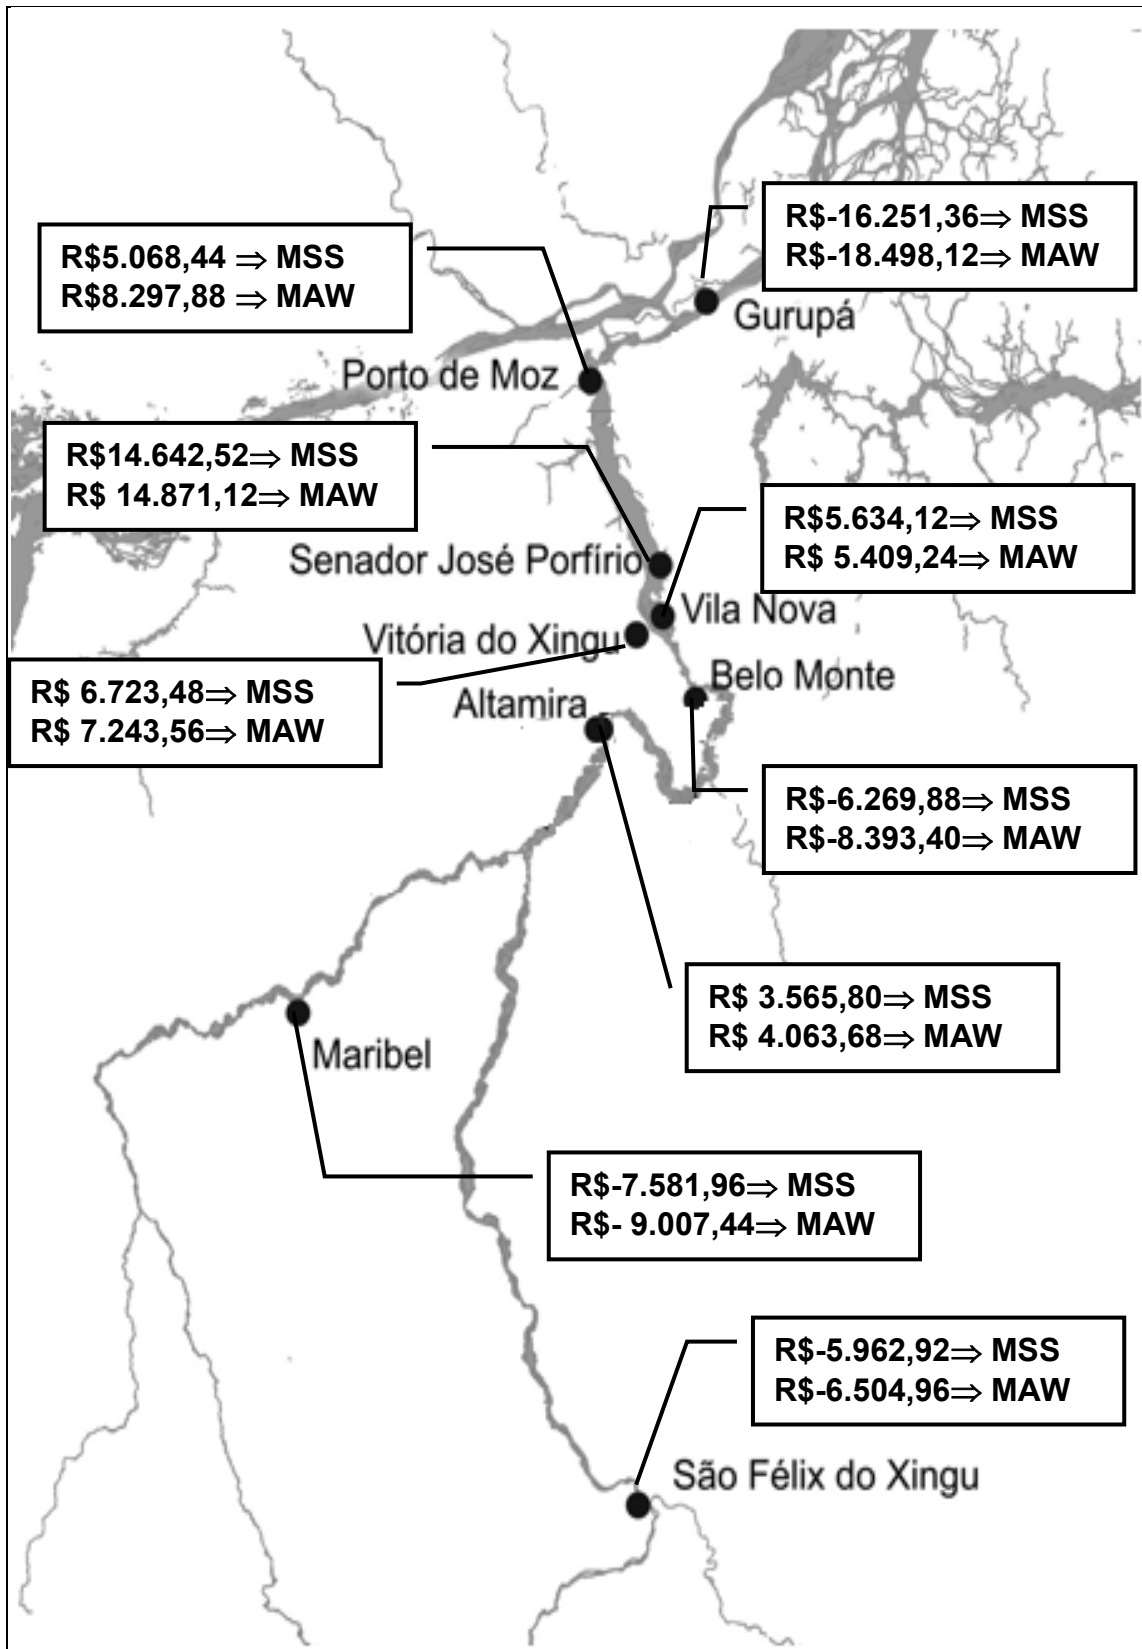 R$-16.251,36⇒ MSS
R$-18.498,12⇒ MAW
R$5.068,44 ⇒ MSS
R$8.297,88 ⇒ MAW
Gurupá
Porto de Moz
R$14.642,52⇒ MSS
R$ 14.871,12⇒ MAW
R$5.634,12⇒ MSS
R$ 5.409,24⇒ MAW
Senador José Porfírio
Vila Nova
Vitória do Xingu
Belo Monte
R$ 6.723,48⇒ MSS
R$ 7.243,56⇒ MAW
Altamira
R$-6.269,88⇒ MSS
R$-8.393,40⇒ MAW
R$ 3.565,80⇒ MSS
R$ 4.063,68⇒ MAW
Maribel
R$-7.581,96⇒ MSS
R$- 9.007,44⇒ MAW
R$-5.962,92⇒ MSS
R$-6.504,96⇒ MAW
São Félix do Xingu